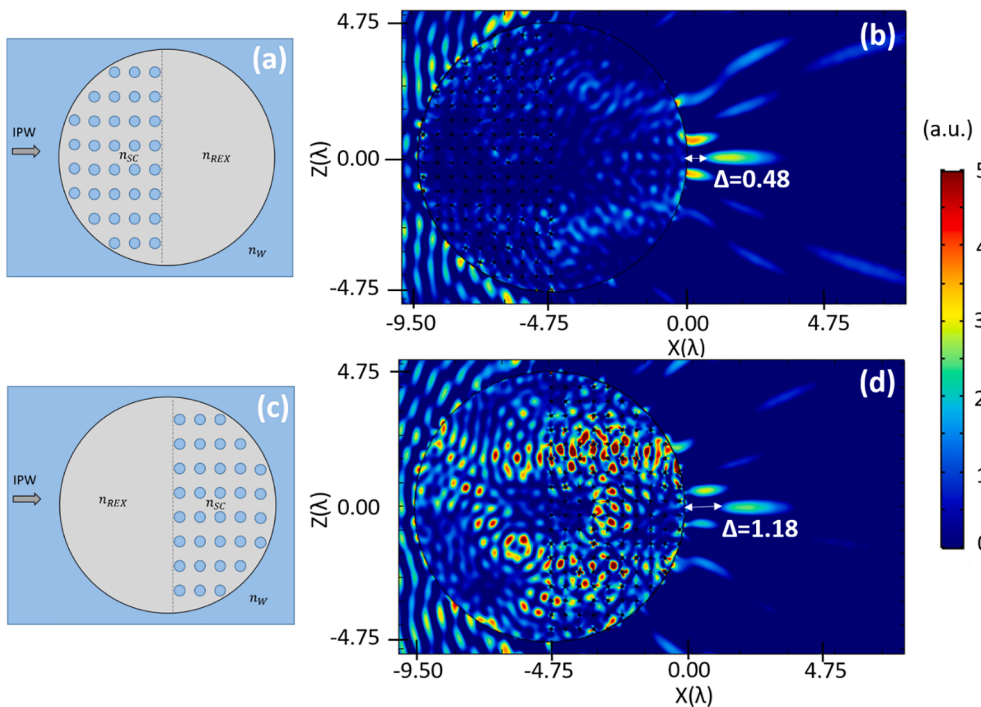 (a)
IPW
n_SC
n_REX
n_W
(b)
4.75
0.00
-4.75
Z(λ)
Δ=0.48
-9.50 -4.75 0.00 4.75
X(λ)
(a.u.)
5
4
3
2
1
0
(c)
IPW
n_REX
n_SC
n_W
(d)
4.75
0.00
-4.75
Z(λ)
Δ=1.18
-9.50 -4.75 0.00 4.75
X(λ)